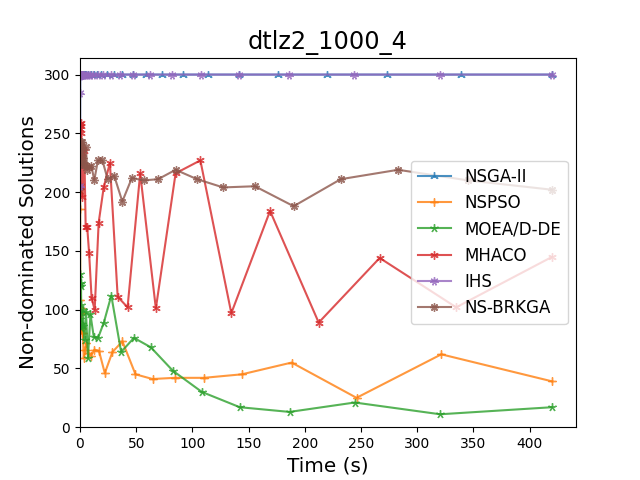 dtlz2_1000_4
Non-dominated Solutions
300
250
200
150
100
50
0
NSGA-II
NSPSO
MOEA/D-DE
MHACO
IHS
NS-BRKGA
0 50 100 150 200 250 300 350 400
Time (s)